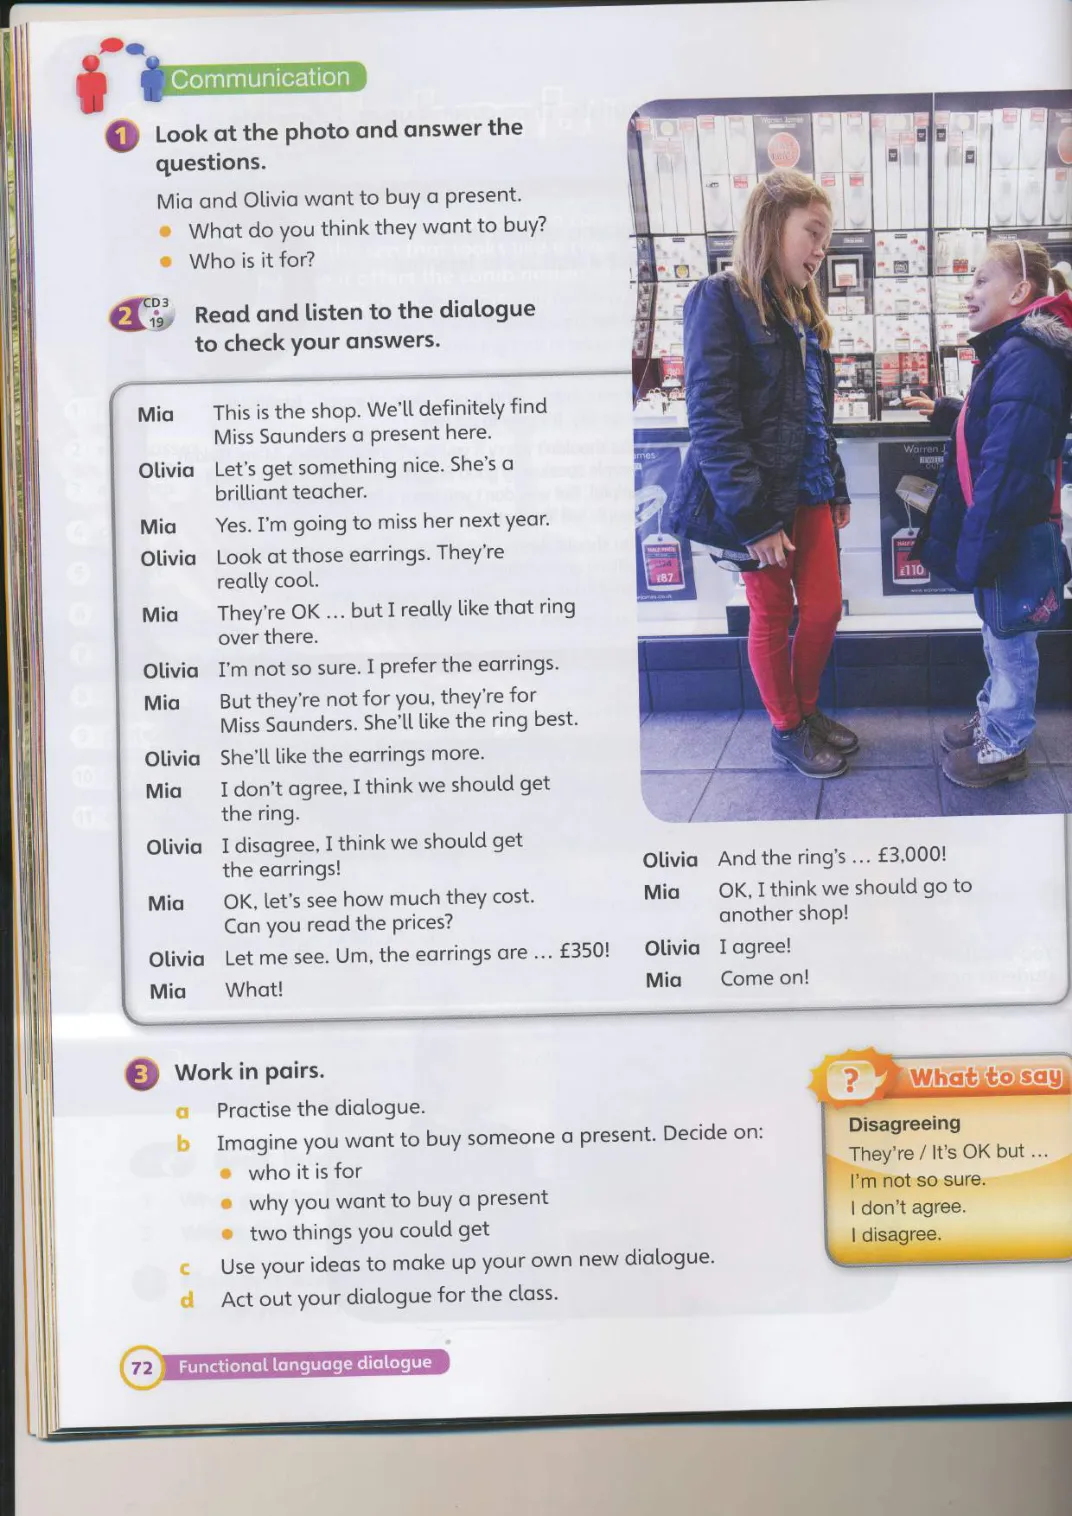 Communication
1 Look at the photo and answer the
questions.
Mia and Olivia want to buy a present.
What do you think they want to buy?
Who is it for?
2 CD3
19
Read and listen to the dialogue
to check your answers.
Mia This is the shop. We'll definitely find
Miss Saunders a present here.
Olivia Let's get something nice. She's a
brilliant teacher.
Mia Yes. I'm going to miss her next year.
Olivia Look at those earrings. They're
really cool.
Mia They're OK ... but I really like that ring
over there.
Olivia I'm not so sure. I prefer the earrings.
Mia But they're not for you, they're for
Miss Saunders. She'll like the ring best.
Olivia She'll like the earrings more.
Mia I don't agree, I think we should get
the ring.
Olivia I disagree, I think we should get
the earrings!
Mia OK, let's see how much they cost.
Can you read the prices?
Olivia Let me see. Um, the earrings are ... £350!
Mia What!
Warren James
Warren J
£87
£110
Olivia And the ring's ... £3,000!
Mia OK, I think we should go to
another shop!
Olivia I agree!
Mia Come on!
3 Work in pairs.
a Practise the dialogue.
b Imagine you want to buy someone a present. Decide on:
who it is for
why you want to buy a present
two things you could get
c Use your ideas to make up your own new dialogue.
d Act out your dialogue for the class.
? What to say
Disagreeing
They're / It's OK but ...
I'm not so sure.
I don't agree.
I disagree.
72 Functional language dialogue